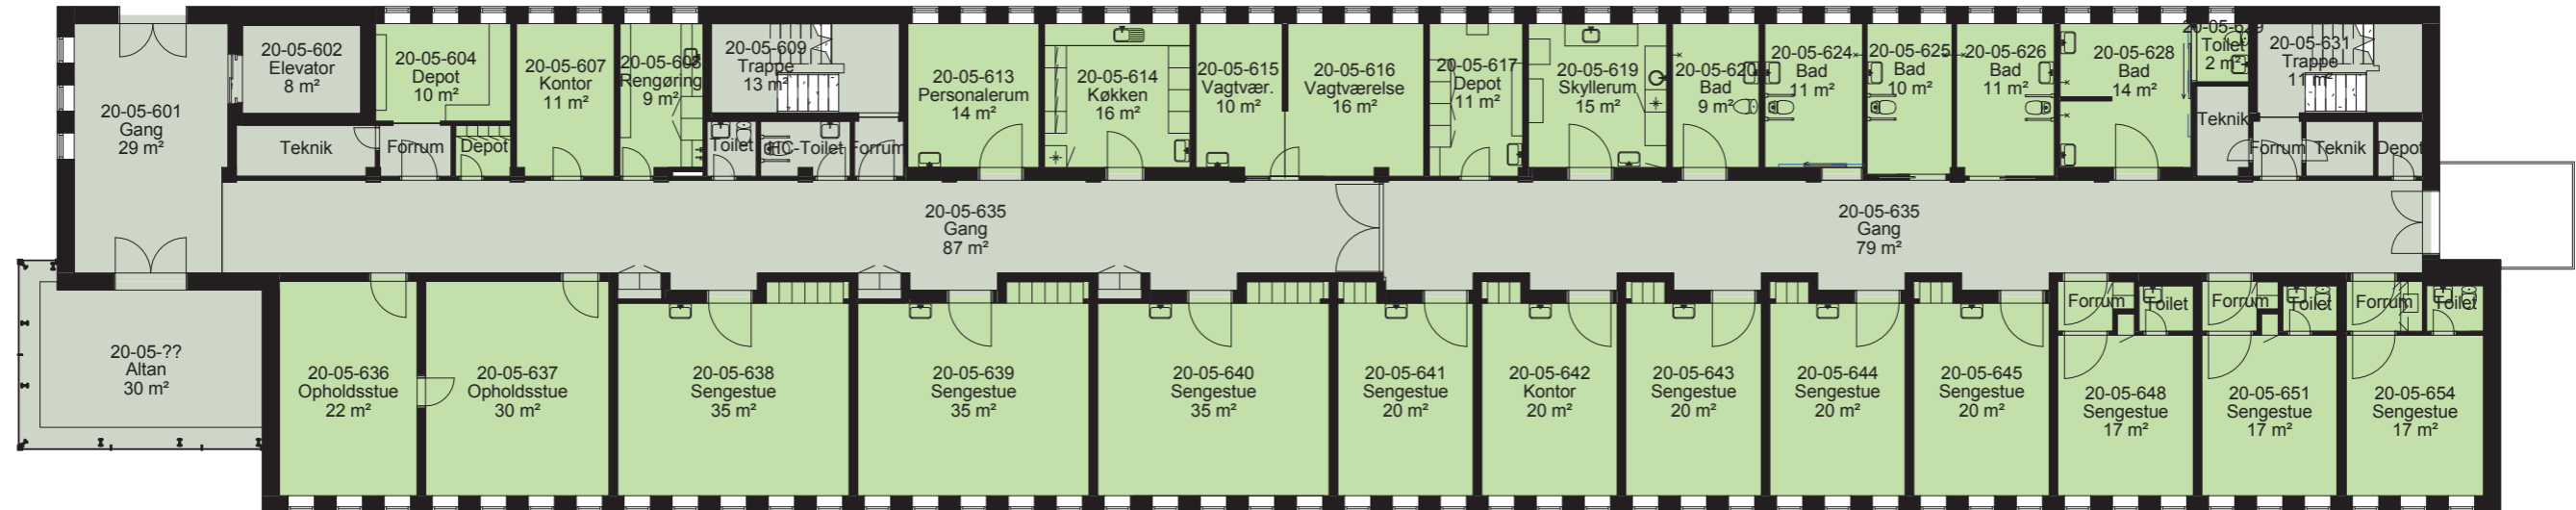 20-05-601
Gang
29 m²
20-05-602
Elevator
8 m²
Teknik
20-05-604
Depot
10 m²
Forrum
Depot
20-05-607
Kontor
11 m²
20-05-608
Rengøring
9 m²
20-05-609
Trappe
13 m²
Toilet
HC-Toilet
Forrum
20-05-613
Personalerum
14 m²
20-05-614
Køkken
16 m²
20-05-615
Vagtvær.
10 m²
20-05-616
Vagtværelse
16 m²
20-05-617
Depot
11 m²
20-05-619
Skyllerum
15 m²
20-05-620
Bad
9 m²
20-05-624
Bad
11 m²
20-05-625
Bad
10 m²
20-05-626
Bad
11 m²
20-05-628
Bad
14 m²
20-05-629
Toilet
2 m²
Teknik
20-05-631
Trappe
11 m²
Forrum
Teknik
Depot
20-05-635
Gang
87 m²
20-05-635
Gang
79 m²
20-05-??
Altan
30 m²
20-05-636
Opholdsstue
22 m²
20-05-637
Opholdsstue
30 m²
20-05-638
Sengestue
35 m²
20-05-639
Sengestue
35 m²
20-05-640
Sengestue
35 m²
20-05-641
Sengestue
20 m²
20-05-642
Kontor
20 m²
20-05-643
Sengestue
20 m²
20-05-644
Sengestue
20 m²
20-05-645
Sengestue
20 m²
Forrum
Toilet
20-05-648
Sengestue
17 m²
Forrum
Toilet
20-05-651
Sengestue
17 m²
Forrum
Toilet
20-05-654
Sengestue
17 m²